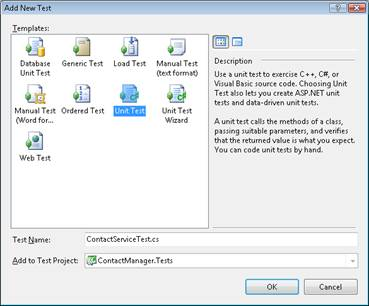 Add New Test
Templates:
Database Unit Test
Generic Test
Load Test
Manual Test (text format)
Manual Test (Word for...
Ordered Test
Unit Test
Unit Test Wizard
Web Test
Description
Use a unit test to exercise C++, C#, or
Visual Basic source code. Choosing Unit
Test also lets you create ASP.NET unit
tests and data-driven unit tests.
A unit test calls the methods of a class,
passing suitable parameters, and verifies
that the returned value is what you expect.
You can code unit tests by hand.
Test Name:
ContactServiceTest.cs
Add to Test Project:
ContactManager.Tests
OK
Cancel